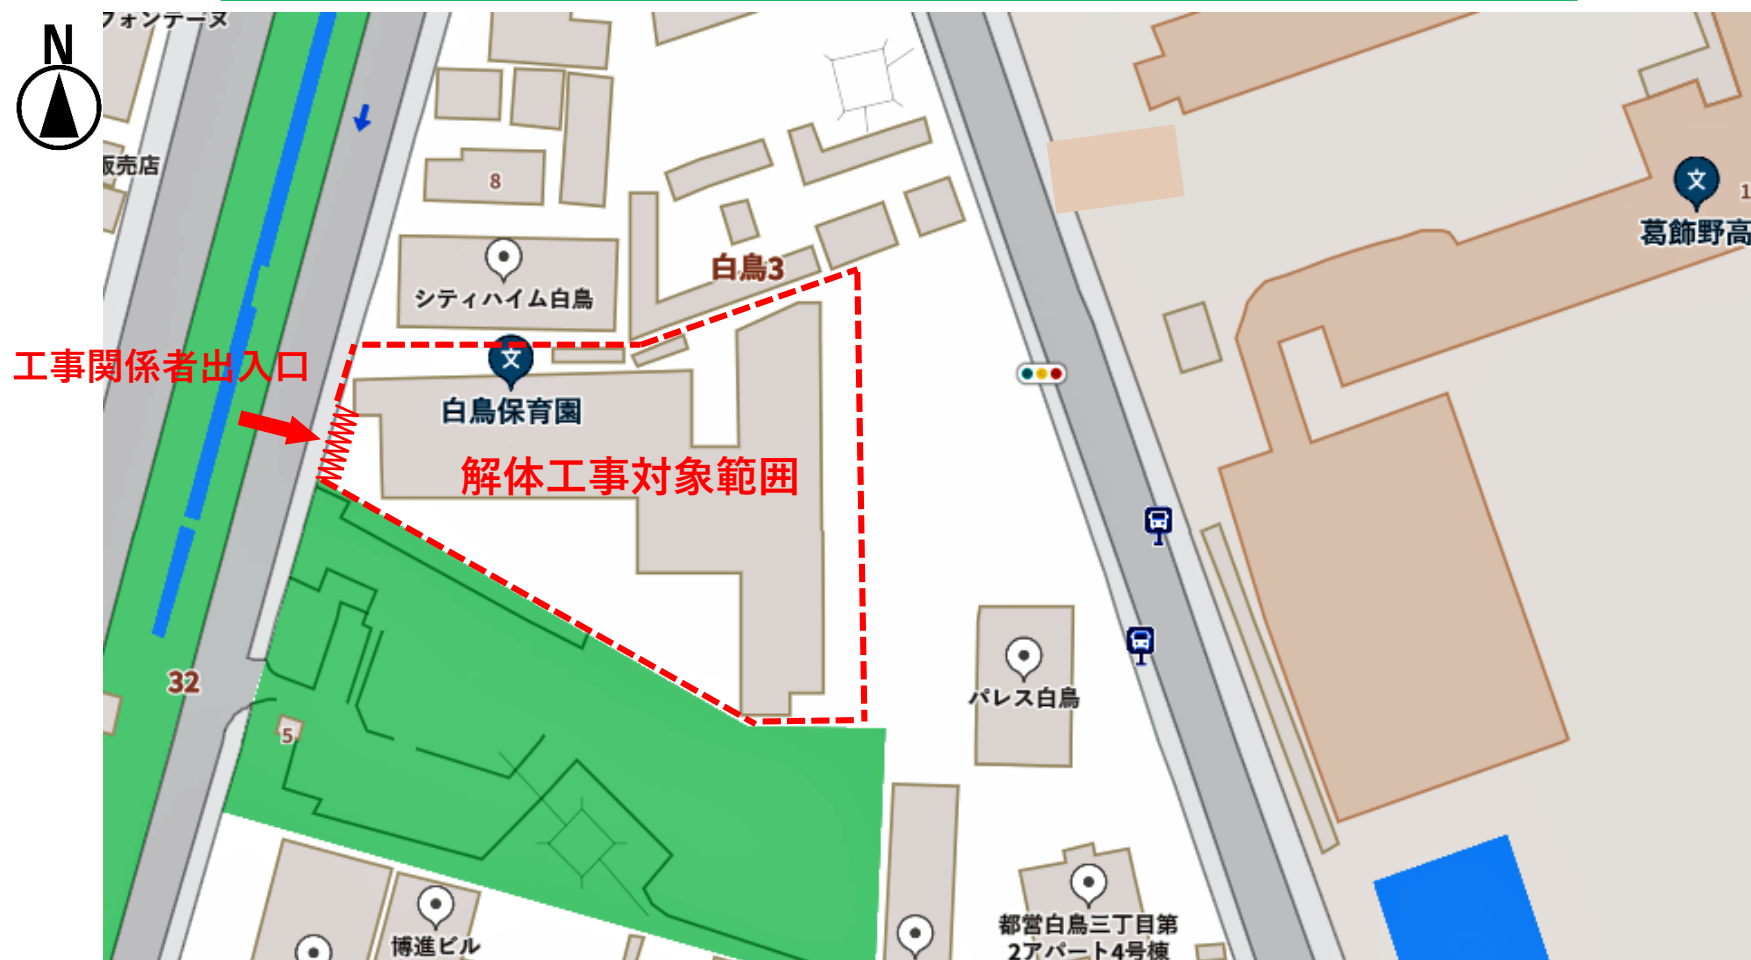 フォンテーヌ
N
販売店
8
文
1
葛飾野高
白鳥3
シティハイム白鳥
工事関係者出入口
文
白鳥保育園
解体工事対象範囲
32
パレス白鳥
5
都営白鳥三丁目第
2アパート4号棟
博進ビル